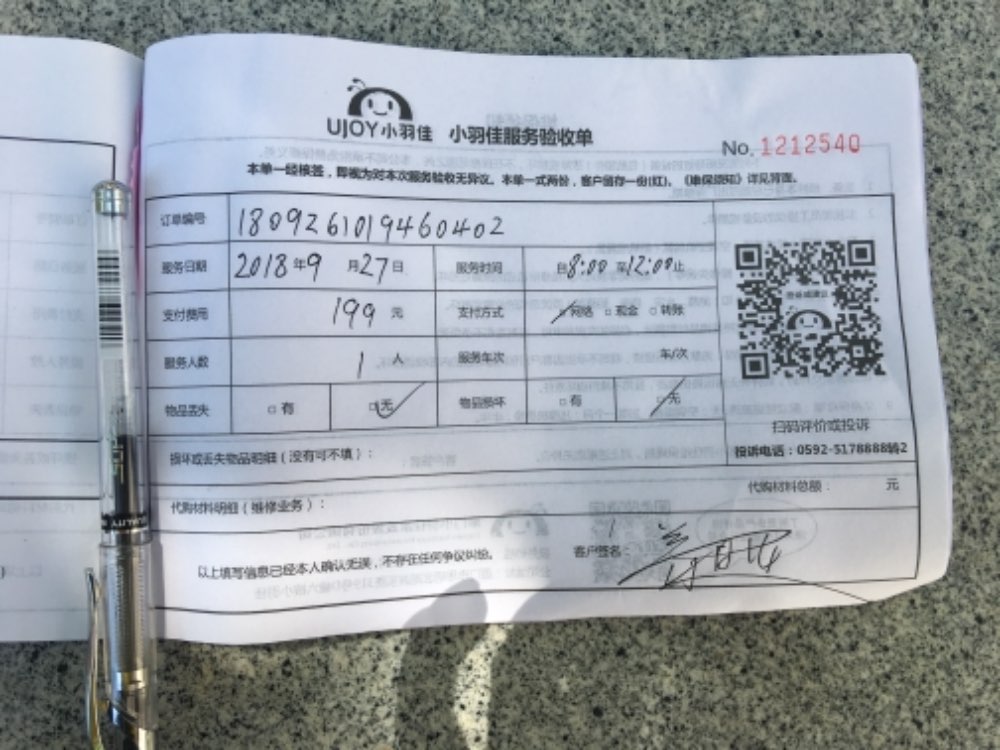 UJOY小羽佳 小羽佳服务验收单
No. 1212540
本单一经核签，即视为对本次服务验收无异议。本单一式两份，客户留存一份(红)。《维保须知》详见背面。
订单编号 1809261019460402
服务日期 2018年9月27日 服务时间 自8:00至12:00止
支付费用 199 元 支付方式 □网络 □现金 □转账
服务人数 1 人 服务车次 车/次
物品丢失 □有 □无 物品损坏 □有 □无
扫码评价或投诉
投诉电话：0592-5178888转2
损坏或丢失物品明细（没有可不填）：
代购材料明细（维修业务）： 代购材料总额： 元
以上填写信息已经本人确认无误，不存在任何争议纠纷。 客户签名：